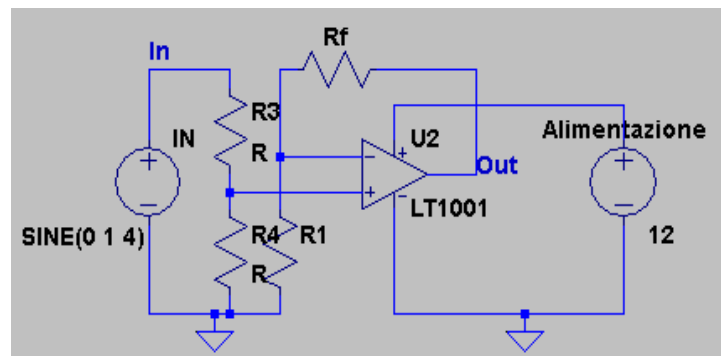 Rf
In
R3
IN
R
U2
Alimentazione
Out
LT1001
SINE(0 1 4)
R4
R1
R
12